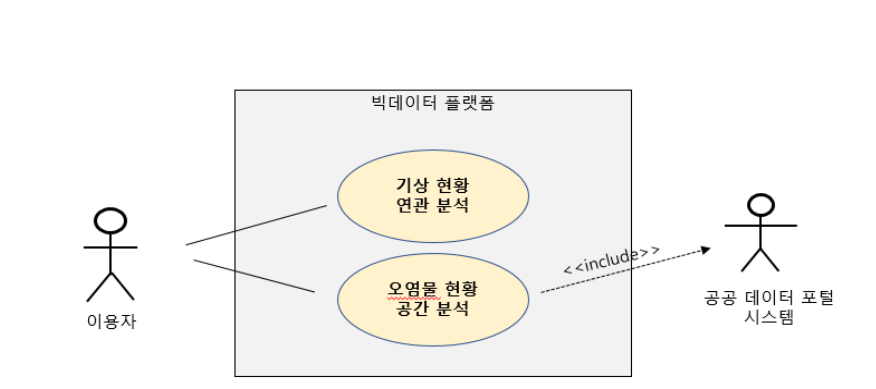 빅데이터 플랫폼
기상 현황
연관 분석
<<include>>
오염물 현황
공간 분석
이용자
공공 데이터 포털
시스템